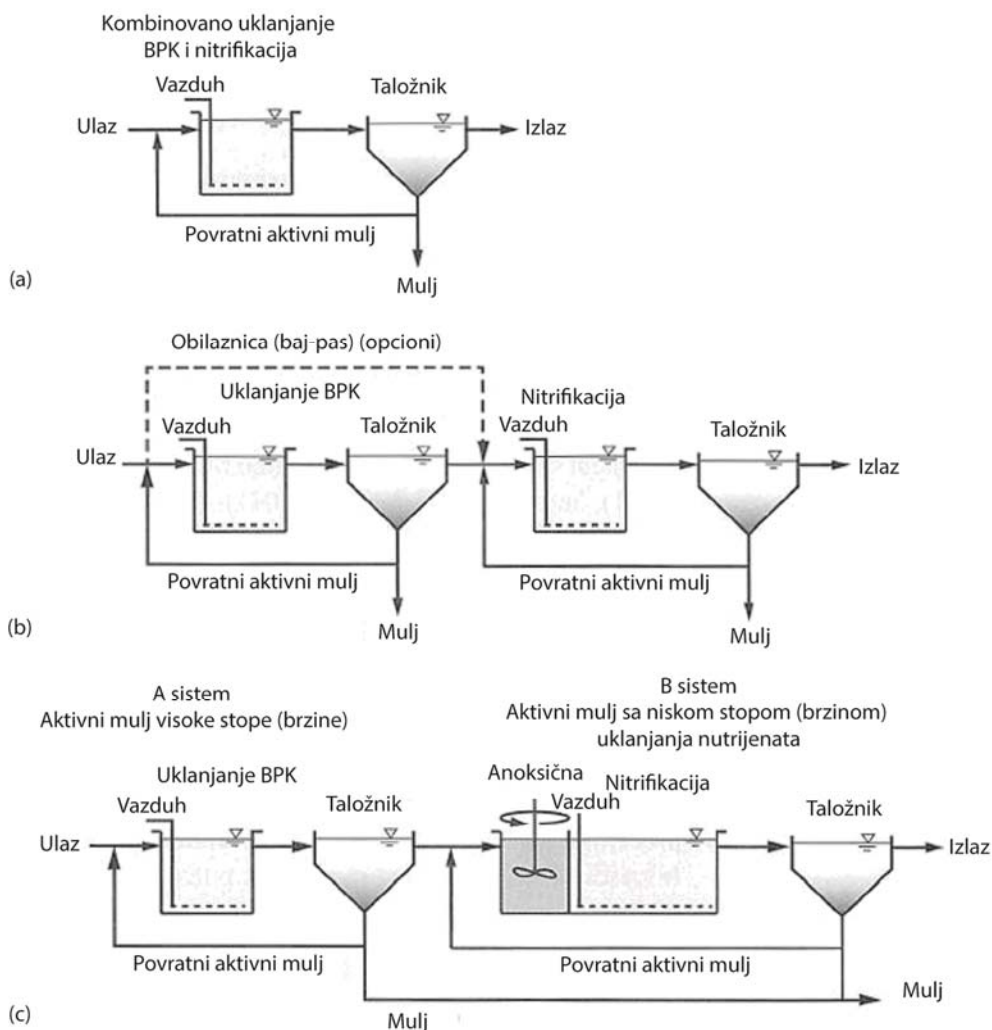 Kombinovano uklanjanje
BPK i nitrifikacija
Vazduh
Taložnik
Ulaz
Izlaz
Povratni aktivni mulj
(a)
Mulj
Obilaznica (baj-pas) (opcioni)
Uklanjanje BPK
Nitrifikacija
Vazduh
Taložnik
Vazduh
Taložnik
Ulaz
Izlaz
Povratni aktivni mulj
Povratni aktivni mulj
(b)
Mulj
Mulj
A sistem
Aktivni mulj visoke stope (brzine)
B sistem
Aktivni mulj sa niskom stopom (brzinom)
uklanjanja nutrijenata
Uklanjanje BPK
Anoksična
Nitrifikacija
Vazduh
Taložnik
Vazduh
Taložnik
Ulaz
Izlaz
Povratni aktivni mulj
Povratni aktivni mulj
Mulj
(c)
Mulj